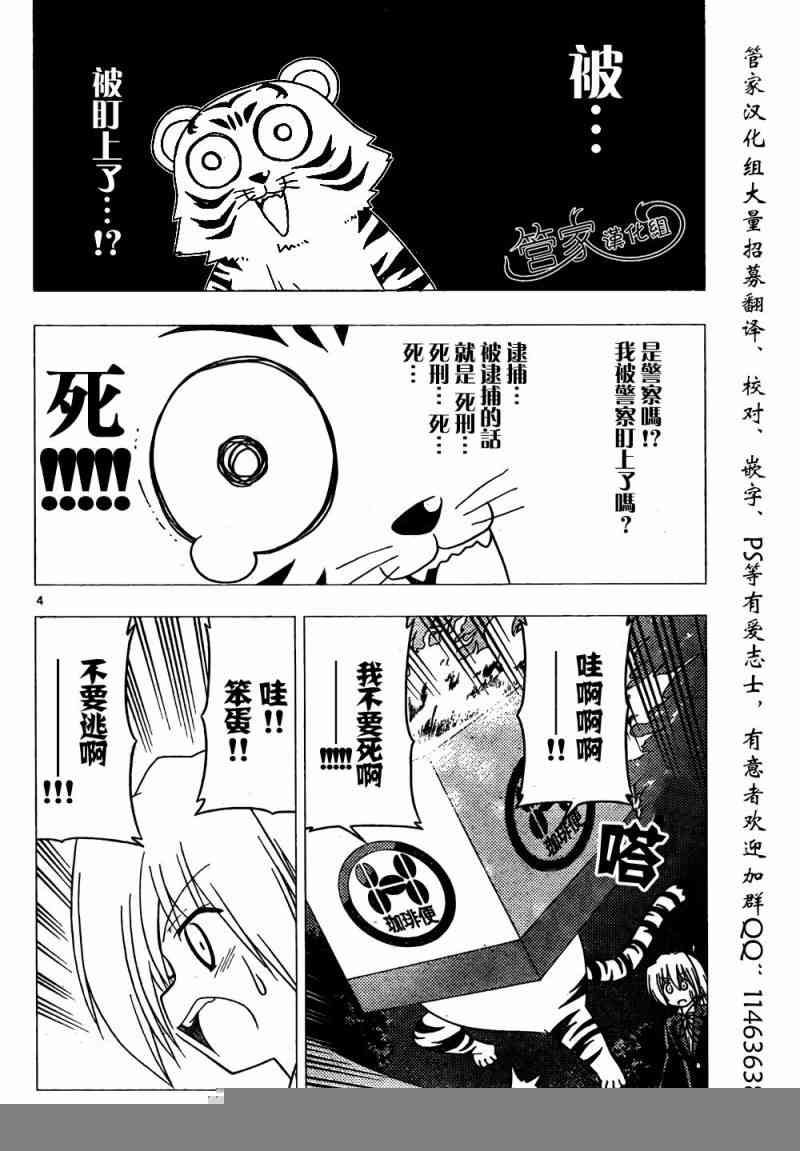 被…
被盯上了…!?
管家漢化组
是警察嗎!?
我被警察盯上了嗎?
逮捕…
被逮捕的話
就是 死刑…
死刑… 死…
死…
死!!!!!
4
哇啊啊啊
我不要死啊
——!!!!!
嗒
珈琲便
哇!!
笨蛋!!
不要逃啊
——!!!
管家汉化组大量招募翻译、校对、嵌字、PS等有爱志士，有意者欢迎加群QQ：1146363